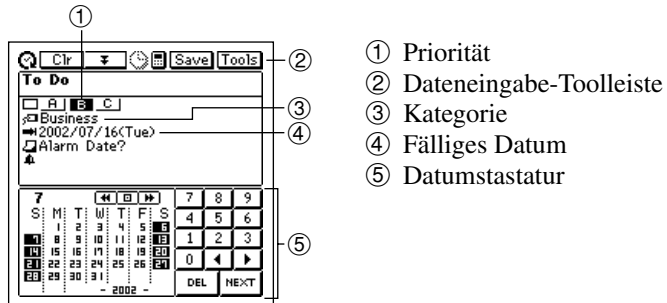 ①
Clr Save Tools ②
To Do
A B C
Business ③
2002/07/16(Tue) ④
Alarm Date?
7
S M T W T F S
1 2 3 4 5 6
7 8 9 10 11 12 13
14 15 16 17 18 19 20
21 22 23 24 25 26 27
28 29 30 31
- 2002 -
7 8 9
4 5 6
1 2 3
0
DEL NEXT
⑤
① Priorität
② Dateneingabe-Toolleiste
③ Kategorie
④ Fälliges Datum
⑤ Datumstastatur